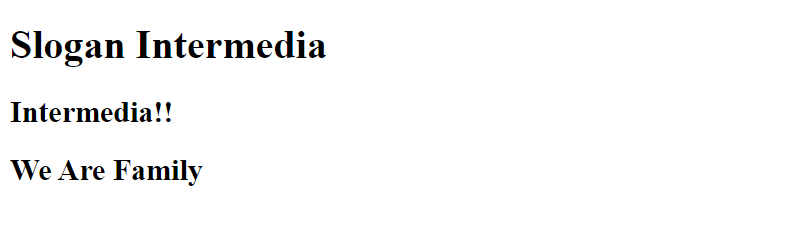 Slogan Intermedia
Intermedia!!
We Are Family